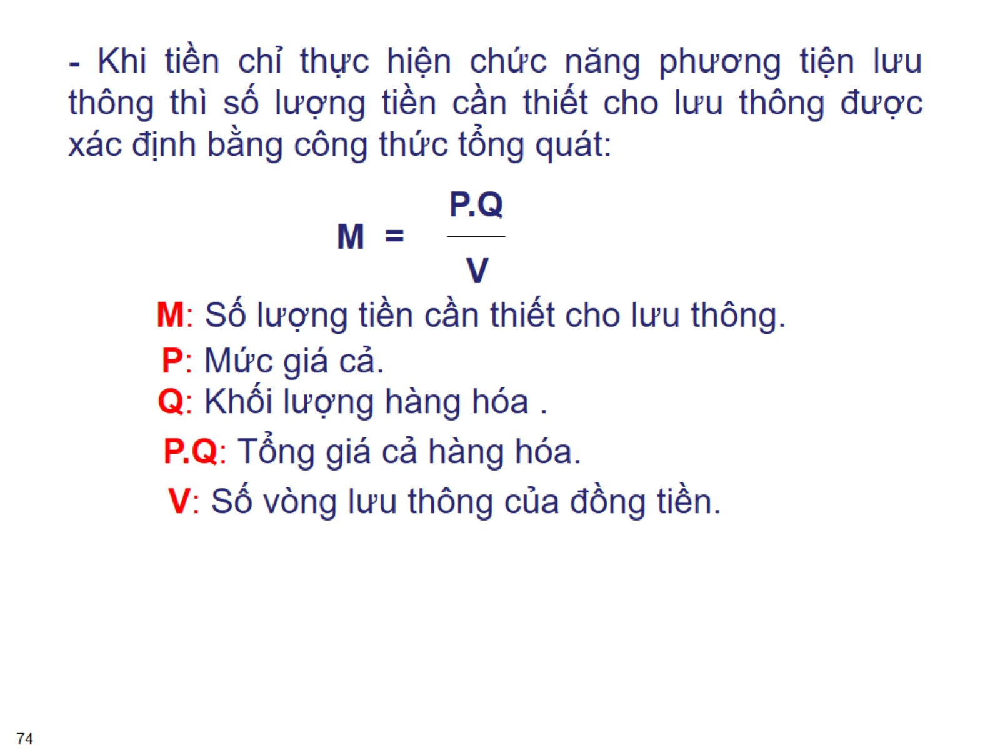 - Khi tiền chỉ thực hiện chức năng phương tiện lưu
thông thì số lượng tiền cần thiết cho lưu thông được
xác định bằng công thức tổng quát:
P.Q
M =
V
M: Số lượng tiền cần thiết cho lưu thông.
P: Mức giá cả.
Q: Khối lượng hàng hóa .
P.Q: Tổng giá cả hàng hóa.
V: Số vòng lưu thông của đồng tiền.
74